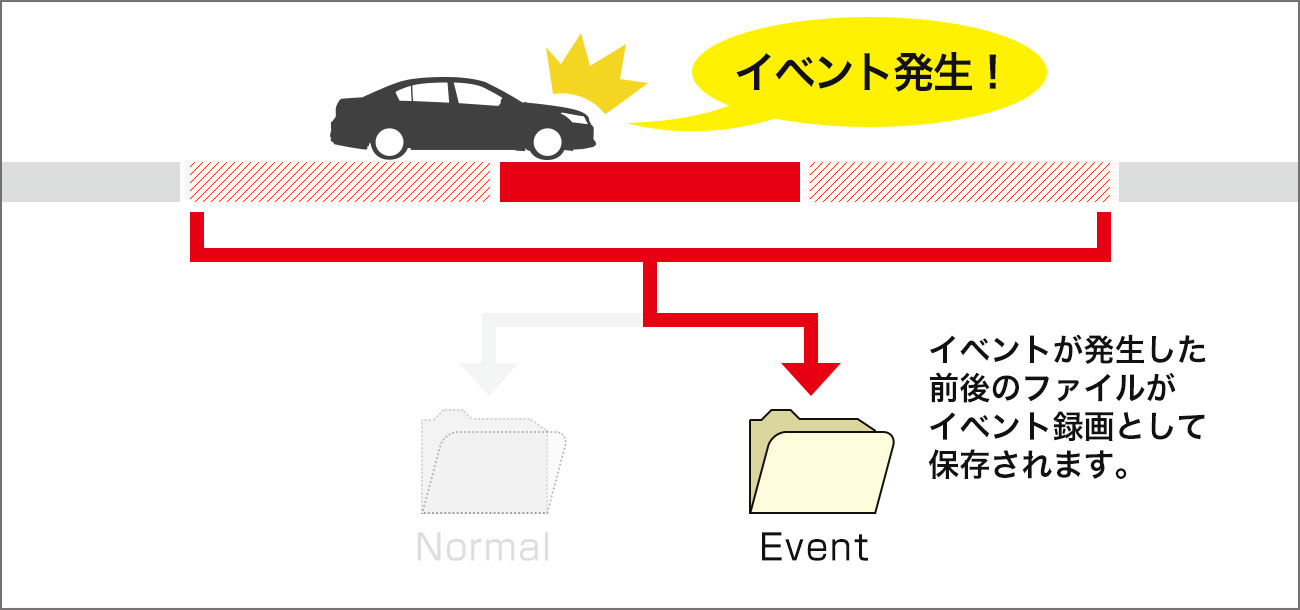 イベント発生！
イベントが発生した
前後のファイルが
イベント録画として
保存されます。
Normal
Event